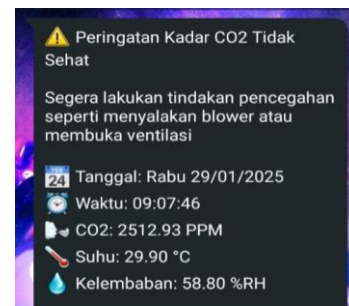 ⚠️ Peringatan Kadar CO2 Tidak
Sehat
Segera lakukan tindakan pencegahan
seperti menyalakan blower atau
membuka ventilasi
📅 Tanggal: Rabu 29/01/2025
⏰ Waktu: 09:07:46
🌬️ CO2: 2512.93 PPM
🌡️ Suhu: 29.90 °C
💧 Kelembaban: 58.80 %RH